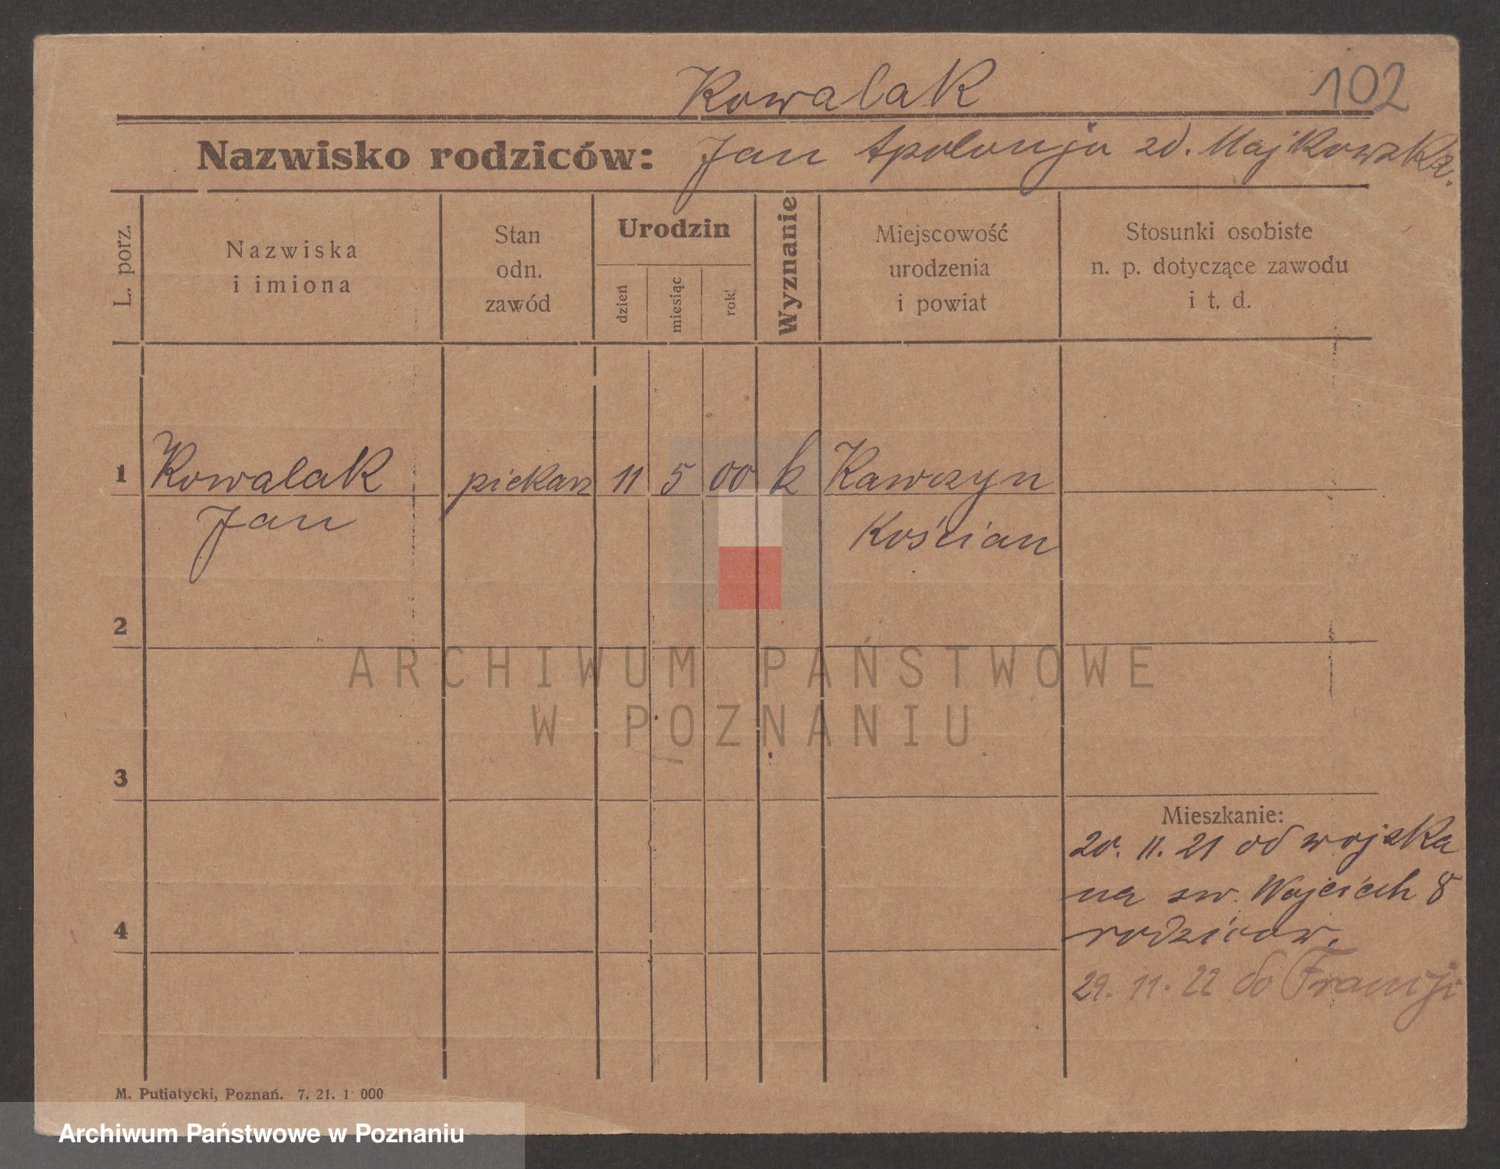 Kowalak
102
Nazwisko rodziców: Jan Apolonja zd. Majkowska.
L. porz.
Nazwiska
i imiona
Stan
odn.
zawód
Urodzin
dzień
miesiąc
rok
Wyznanie
Miejscowość
urodzenia
i powiat
Stosunki osobiste
n. p. dotyczące zawodu
i t. d.
1 Kowalak piekarz 11 5 00 k Kawczyn
Jan Kościan
2
3
Mieszkanie:
20. 11. 21 od wojska
na św. Wojciech 8
rodziców.
4
29. 11. 22 do Francji
M. Putiatycki, Poznań. 7. 21. 1 000
ARCHIWUM PAŃSTWOWE
W POZNANIU
Archiwum Państwowe w Poznaniu